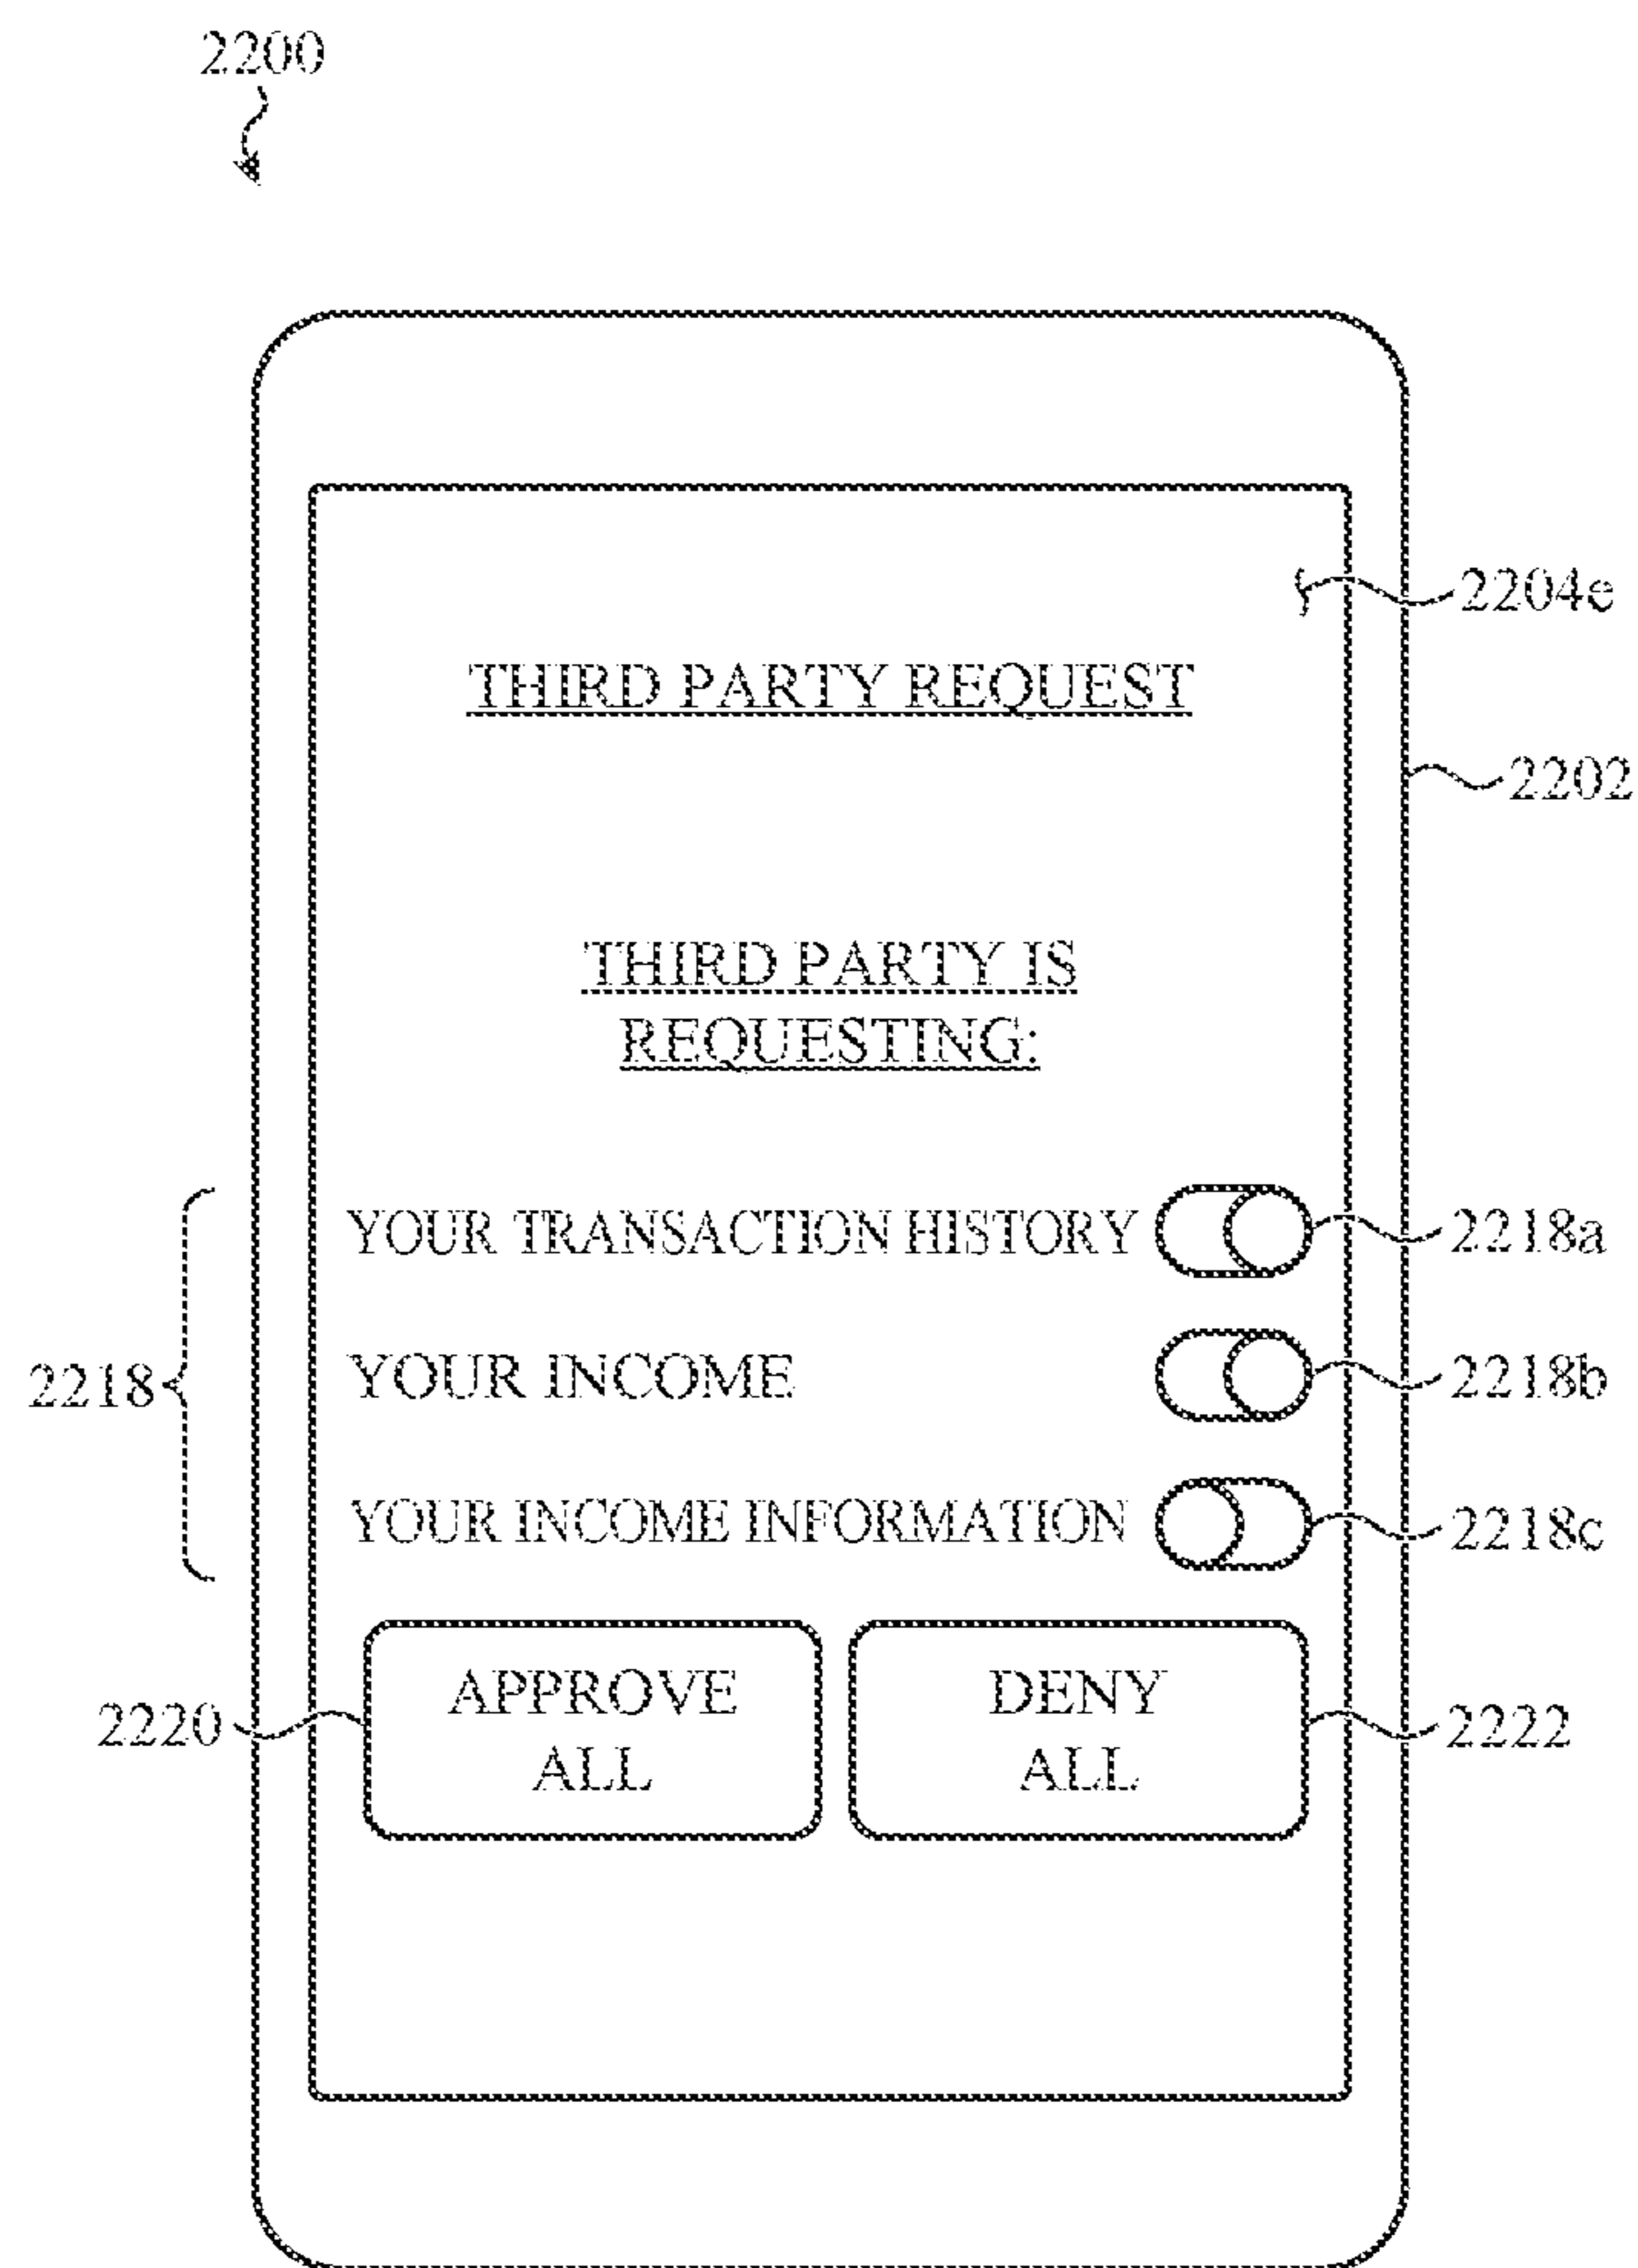 2200
2204e
THIRD PARTY REQUEST
2202
THIRD PARTY IS
REQUESTING:
YOUR TRANSACTION HISTORY
2218a
2218
YOUR INCOME
2218b
YOUR INCOME INFORMATION
2218c
2220
APPROVE
ALL
DENY
ALL
2222